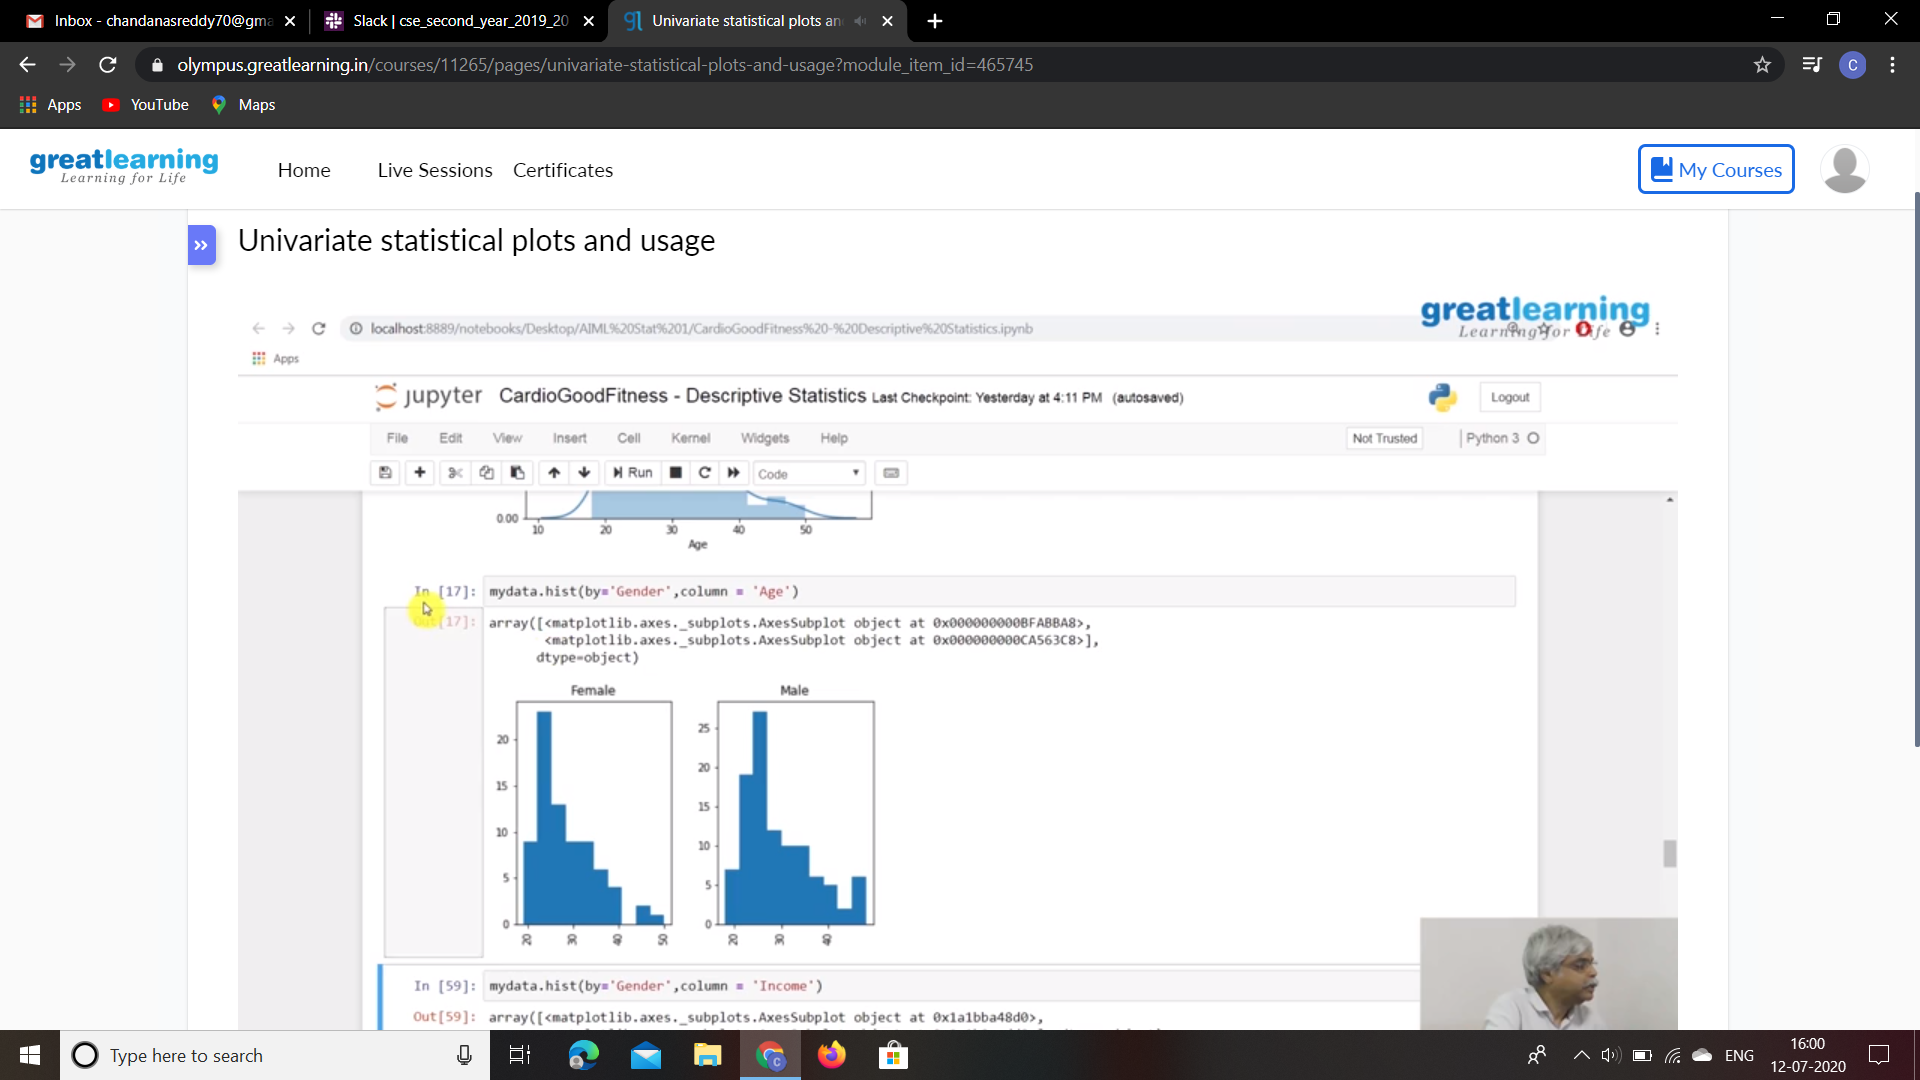 Inbox - chandanasreddy70@gma
Slack | cse_second_year_2019_20
Univariate statistical plots an
olympus.greatlearning.in/courses/11265/pages/univariate-statistical-plots-and-usage?module_item_id=465745
C
Apps YouTube Maps
greatlearning
Learning for Life
Home Live Sessions Certificates
My Courses
Univariate statistical plots and usage
greatlearning
Learning for Life
localhost:8889/notebooks/Desktop/AIML%20Stat%201/CardioGoodFitness%20-%20Descriptive%20Statistics.ipynb
Apps
jupyter CardioGoodFitness - Descriptive Statistics Last Checkpoint: Yesterday at 4:11 PM (autosaved)
Logout
File Edit View Insert Cell Kernel Widgets Help
Not Trusted Python 3
Run Code
0.00
10 20 30 40 50
Age
In [17]: mydata.hist(by='Gender',column = 'Age')
Out[17]: array([<matplotlib.axes._subplots.AxesSubplot object at 0x000000000BFABBA8>,
<matplotlib.axes._subplots.AxesSubplot object at 0x000000000CA563C8>],
dtype=object)
Female Male
20
15
10
5
0
20 30 40 50
25
20
15
10
5
0
20 30 40
In [59]: mydata.hist(by='Gender',column = 'Income')
Out[59]: array([<matplotlib.axes._subplots.AxesSubplot object at 0x1a1bba48d0>,
Type here to search
ENG
16:00
12-07-2020